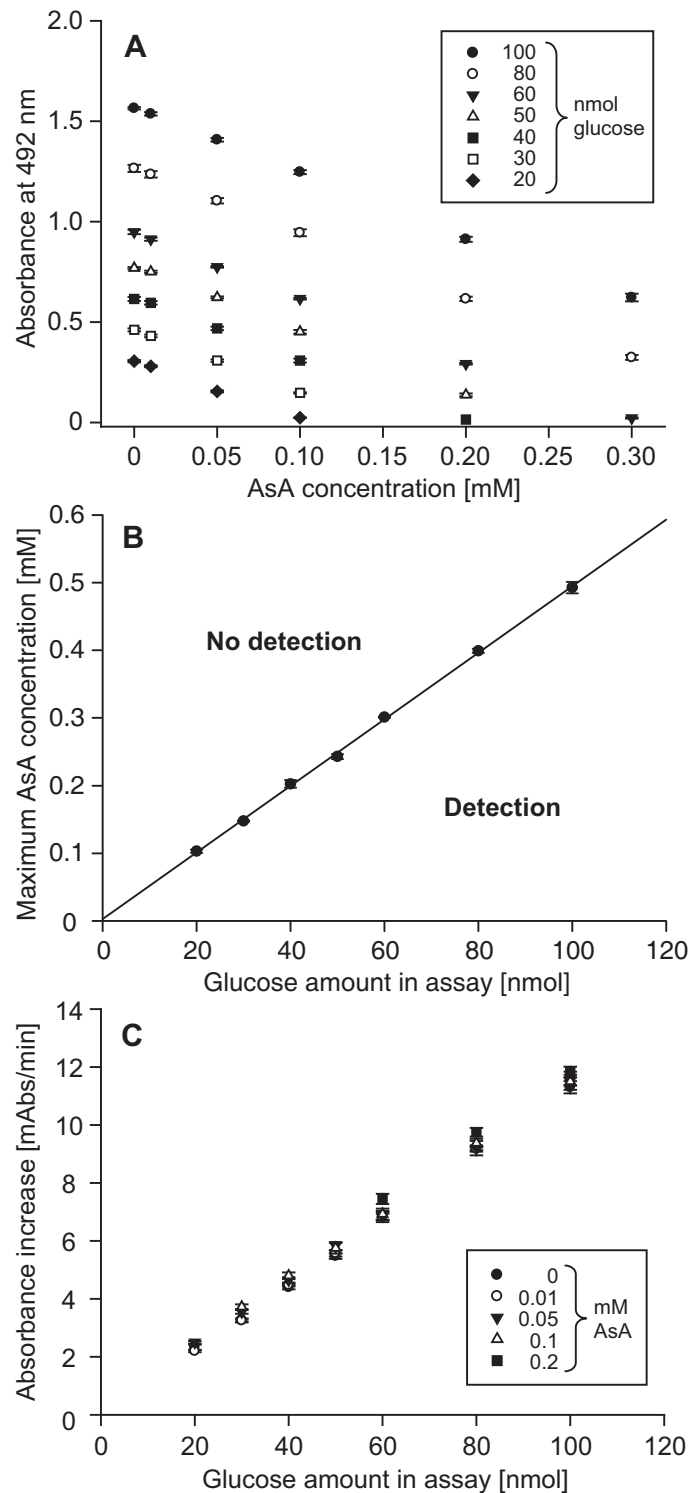 A
Absorbance at 492 nm
2.0
1.5
1.0
0.5
0
100
80
60
50
40
30
20
nmol
glucose
0 0.05 0.10 0.15 0.20 0.25 0.30
AsA concentration [mM]
B
Maximum AsA concentration [mM]
0.6
0.5
0.4
0.3
0.2
0.1
0
No detection
Detection
0 20 40 60 80 100 120
Glucose amount in assay [nmol]
C
Absorbance increase [mAbs/min]
14
12
10
8
6
4
2
0
0
0.01
0.05
0.1
0.2
mM
AsA
0 20 40 60 80 100 120
Glucose amount in assay [nmol]